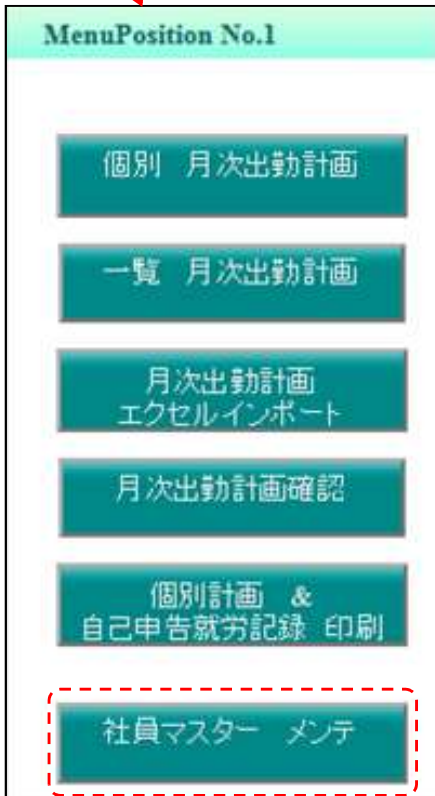 MenuPosition No.1
個別　月次出勤計画
一覧　月次出勤計画
月次出勤計画
エクセルインポート
月次出勤計画確認
個別計画　&
自己申告就労記録 印刷
社員マスター　メンテ